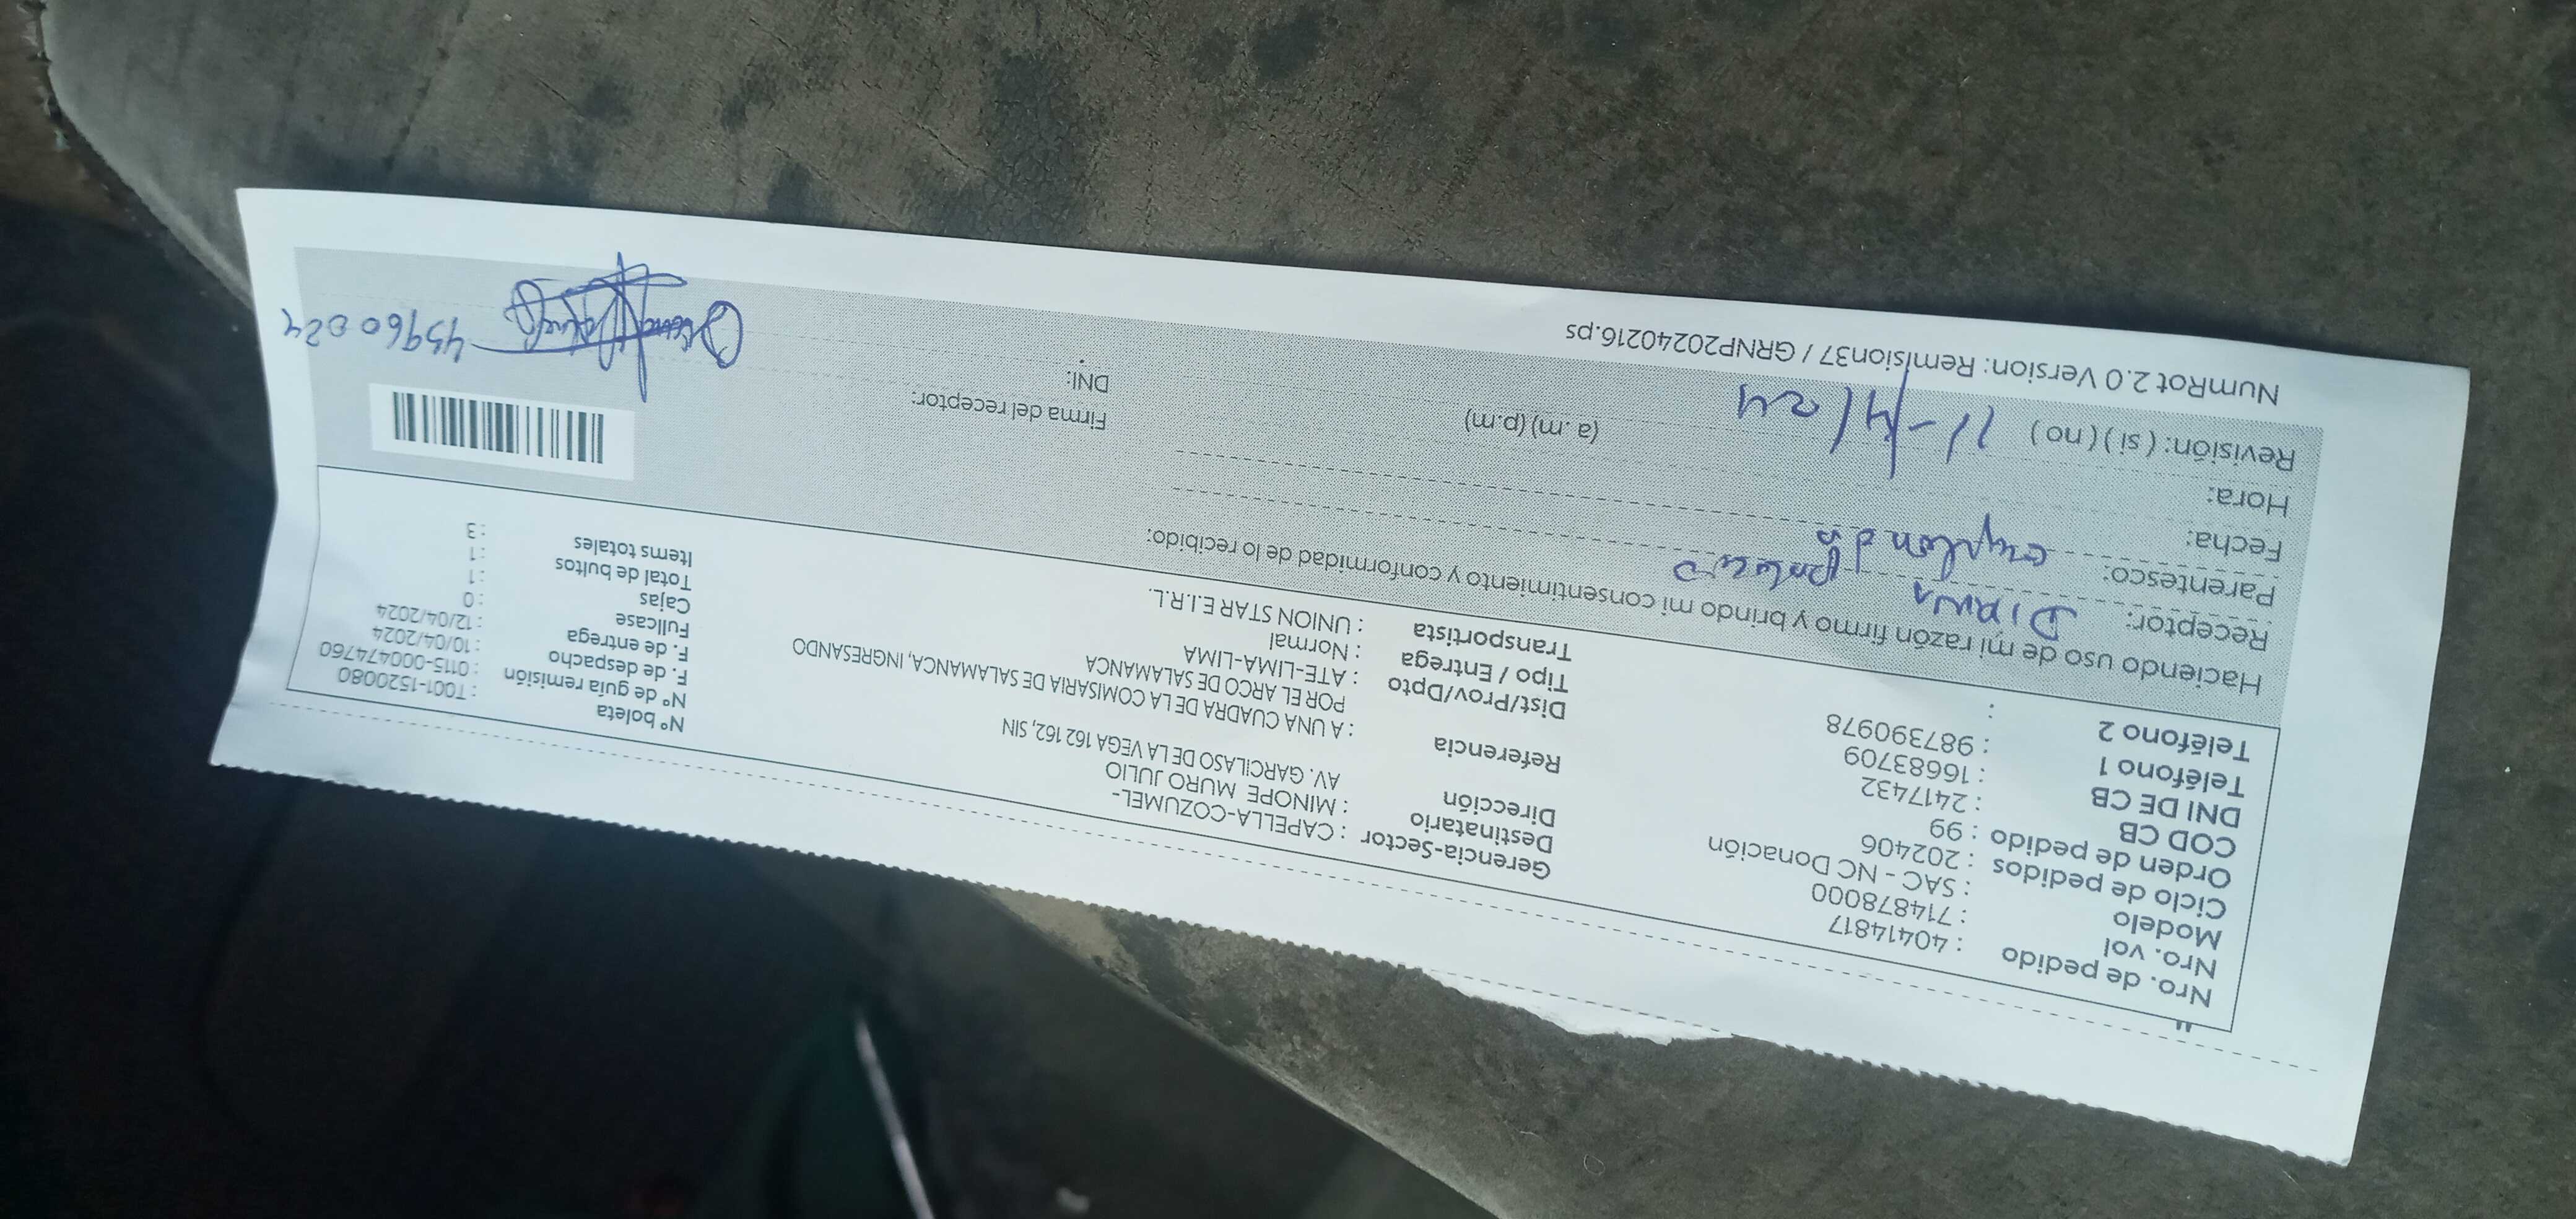 Nro. de pedido : 40414817
Nro. vol : 714878000
Modelo : SAC - NC Donación
Ciclo de pedidos : 202406
Orden de pedido : 99
COD CB : 2417432
DNI DE CB : 16683709
Teléfono 1 : 987390978
Teléfono 2 :
Gerencia-Sector : CAPELLA-COZUMEL-
Destinatario : MINOPE MURO JULIO
Dirección AV. GARCILASO DE LA VEGA 162 162, SIN
Referencia : A UNA CUADRA DE LA COMISARIA DE SALAMANCA, INGRESANDO
POR EL ARCO DE SALAMANCA
Dist/Prov/Dpto : ATE-LIMA-LIMA
Tipo / Entrega : Normal
Transportista : UNION STAR E.I.R.L.
N° boleta : T001-1520080
N° de guía remisión : 0115-000474760
F. de despacho : 10/04/2024
F. de entrega : 12/04/2024
Fullcase : 0
Cajas : 1
Total de bultos : 1
Items totales : 3
Haciendo uso de mi razón firmo y brindo mi consentimiento y conformidad de lo recibido:
Receptor: DIANA
Parentesco:
Fecha:
Hora:
(a .m) (p.m)
Revisión: ( si ) ( no ) 11-4/24
Firma del receptor:
DNI:
45960024
NumRot 2.0 Version: Remision37 / GRNP20240216.ps